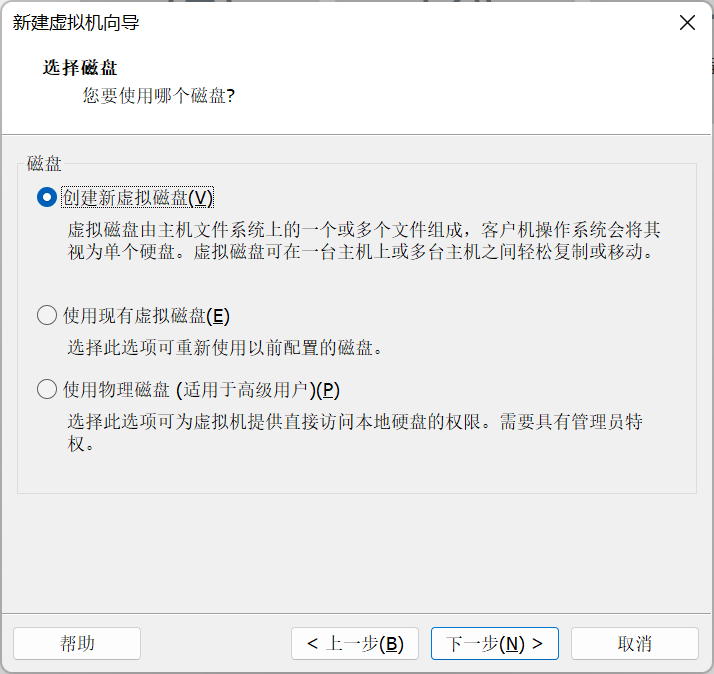 新建虚拟机向导
选择磁盘
您要使用哪个磁盘?
磁盘
创建新虚拟磁盘(V)
虚拟磁盘由主机文件系统上的一个或多个文件组成，客户机操作系统会将其
视为单个硬盘。虚拟磁盘可在一台主机上或多台主机之间轻松复制或移动。
使用现有虚拟磁盘(E)
选择此选项可重新使用以前配置的磁盘。
使用物理磁盘 (适用于高级用户)(P)
选择此选项可为虚拟机提供直接访问本地硬盘的权限。需要具有管理员特
权。
帮助
< 上一步(B)
下一步(N) >
取消